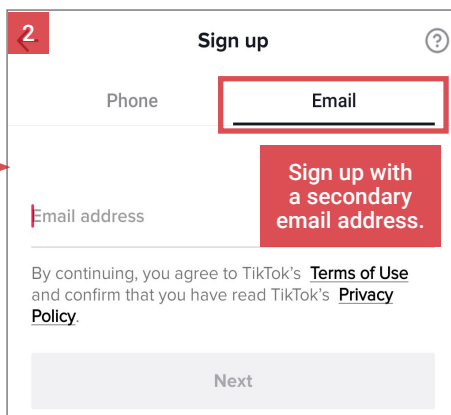 2
Sign up
?
Phone
Email
Sign up with
a secondary
email address.
Email address
By continuing, you agree to TikTok's Terms of Use
and confirm that you have read TikTok's Privacy
Policy.
Next